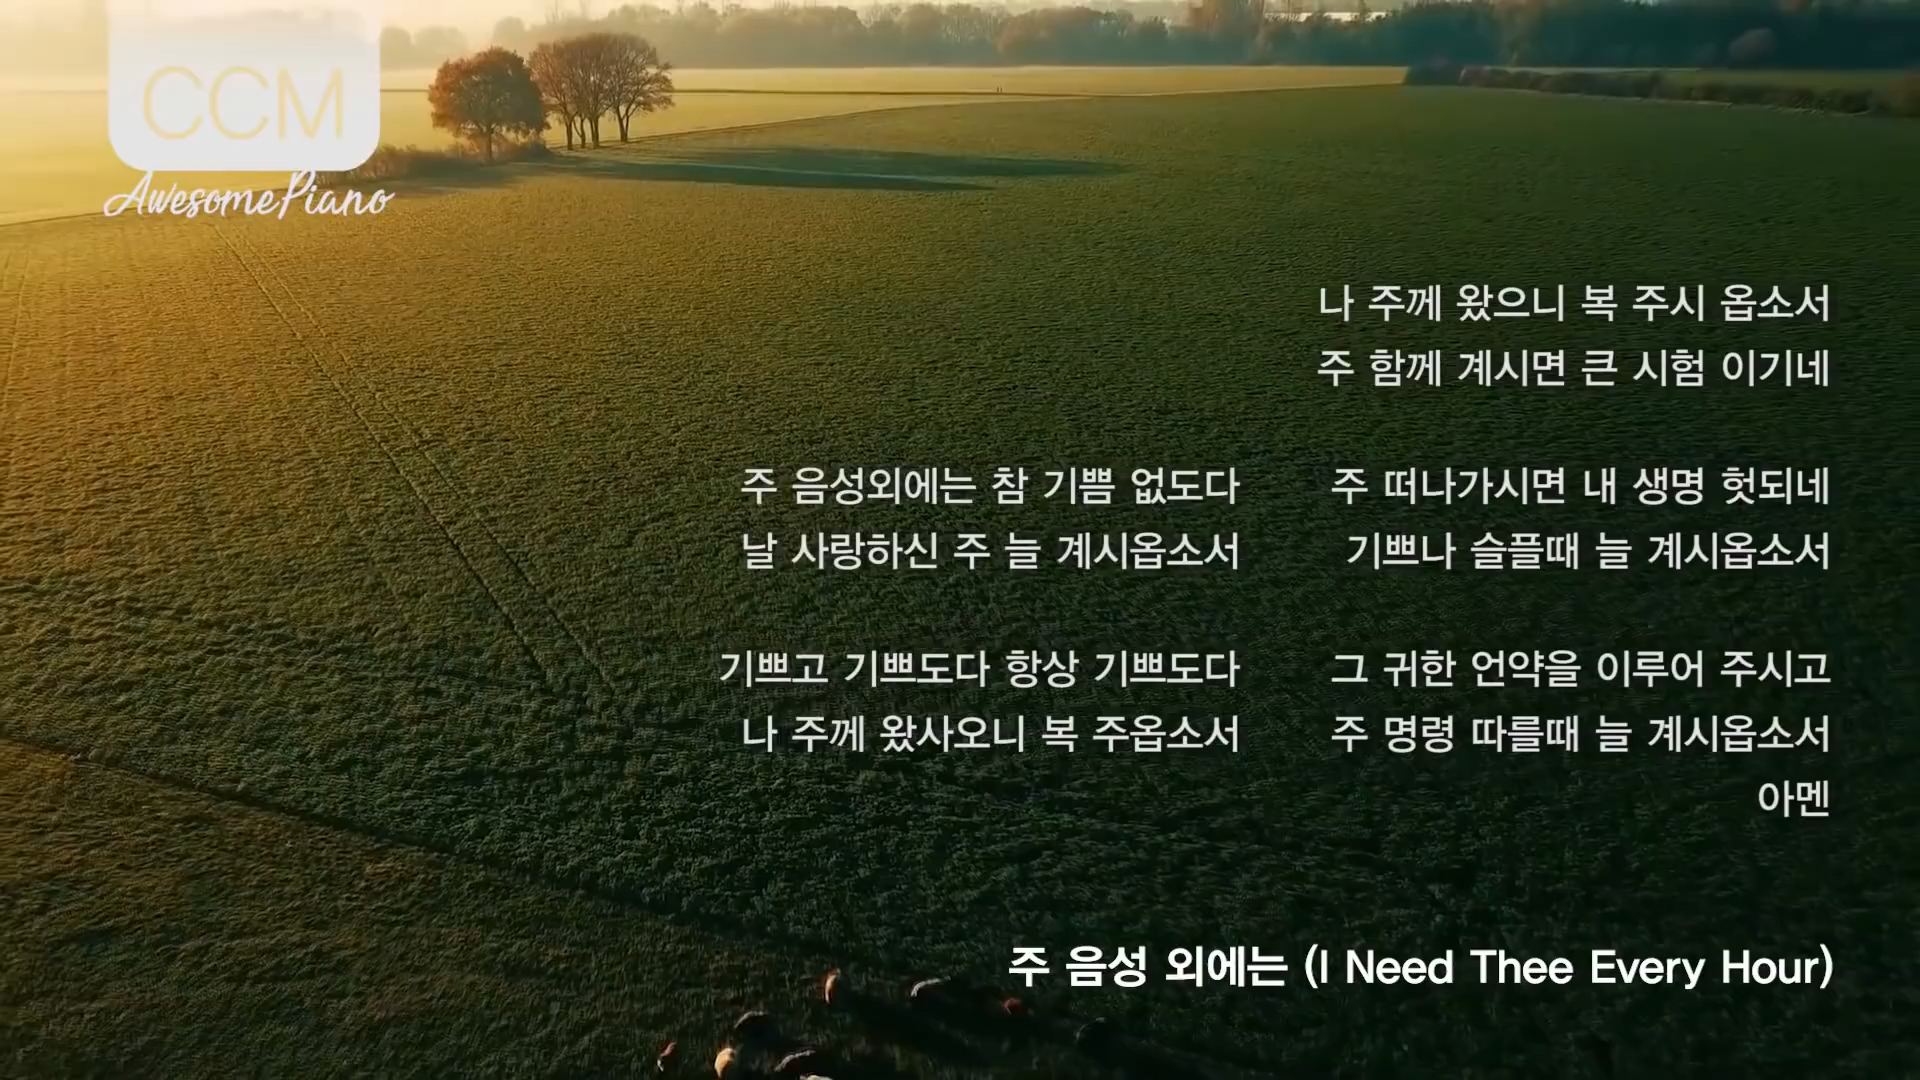 CCM
AwesomePiano
주 음성외에는 참 기쁨 없도다
날 사랑하신 주 늘 계시옵소서
기쁘고 기쁘도다 항상 기쁘도다
나 주께 왔사오니 복 주옵소서
나 주께 왔으니 복 주시 옵소서
주 함께 계시면 큰 시험 이기네
주 떠나가시면 내 생명 헛되네
기쁘나 슬플때 늘 계시옵소서
그 귀한 언약을 이루어 주시고
주 명령 따를때 늘 계시옵소서
아멘
주 음성 외에는 (I Need Thee Every Hour)